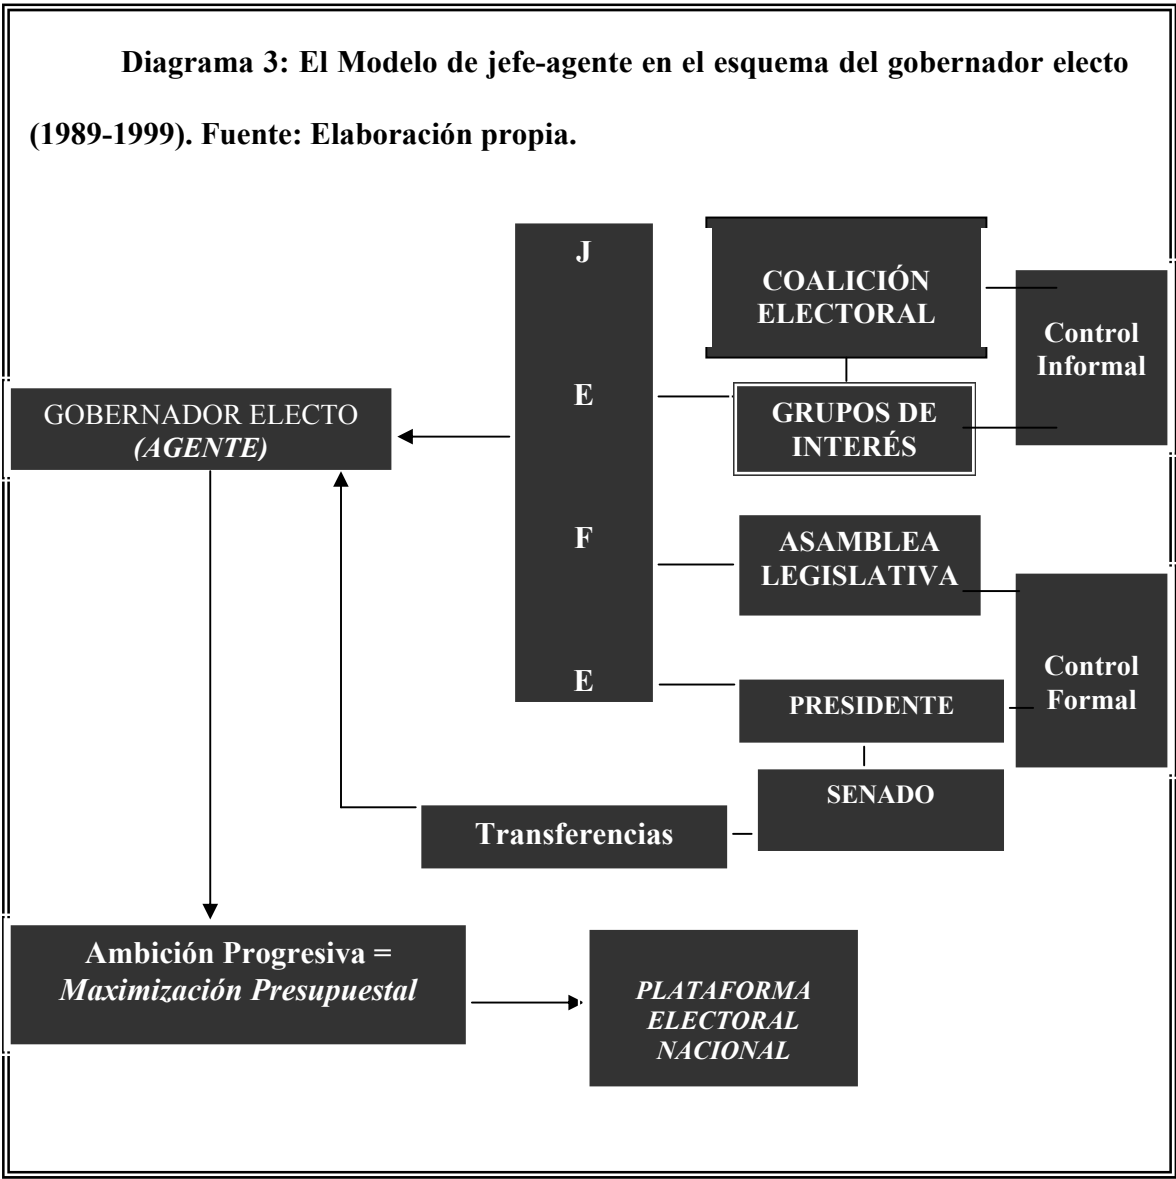 Diagrama 3: El Modelo de jefe-agente en el esquema del gobernador electo
(1989-1999). Fuente: Elaboración propia.
J
E
F
E
COALICIÓN
ELECTORAL
Control
Informal
GOBERNADOR ELECTO
(AGENTE)
GRUPOS DE
INTERÉS
ASAMBLEA
LEGISLATIVA
Control
Formal
PRESIDENTE
SENADO
Transferencias
Ambición Progresiva =
Maximización Presupuestal
PLATAFORMA
ELECTORAL
NACIONAL